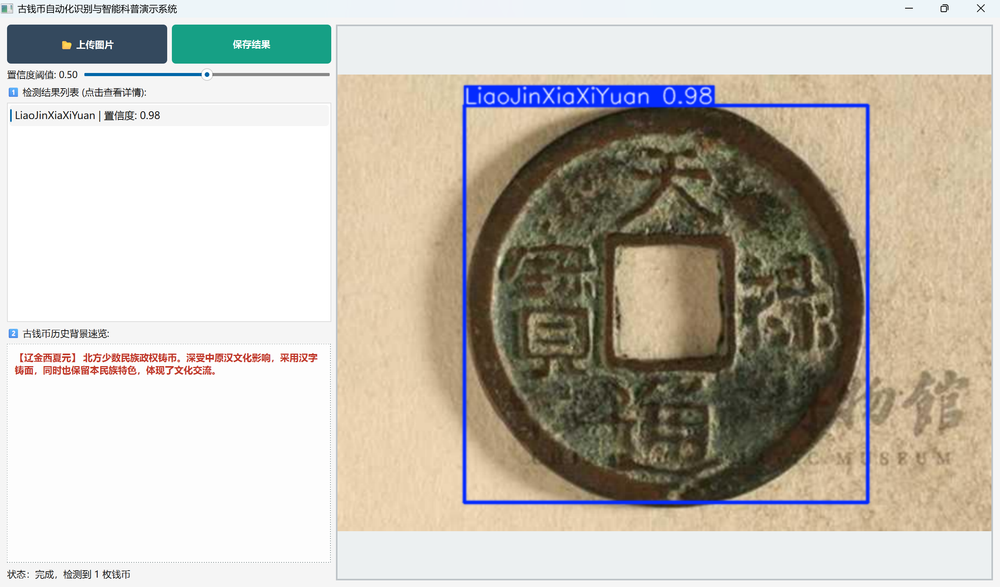 古钱币自动化识别与智能科普演示系统
上传图片
保存结果
置信度阈值: 0.50
1 检测结果列表 (点击查看详情):
LiaoJinXiaXiYuan | 置信度: 0.98
2 古钱币历史背景速览:
【辽金西夏元】 北方少数民族政权铸币。深受中原汉文化影响，采用汉字
铸面，同时也保留本民族特色，体现了文化交流。
状态：完成，检测到 1 枚钱币
LiaoJinXiaXiYuan 0.98
大
寶
物館
MUSEUM